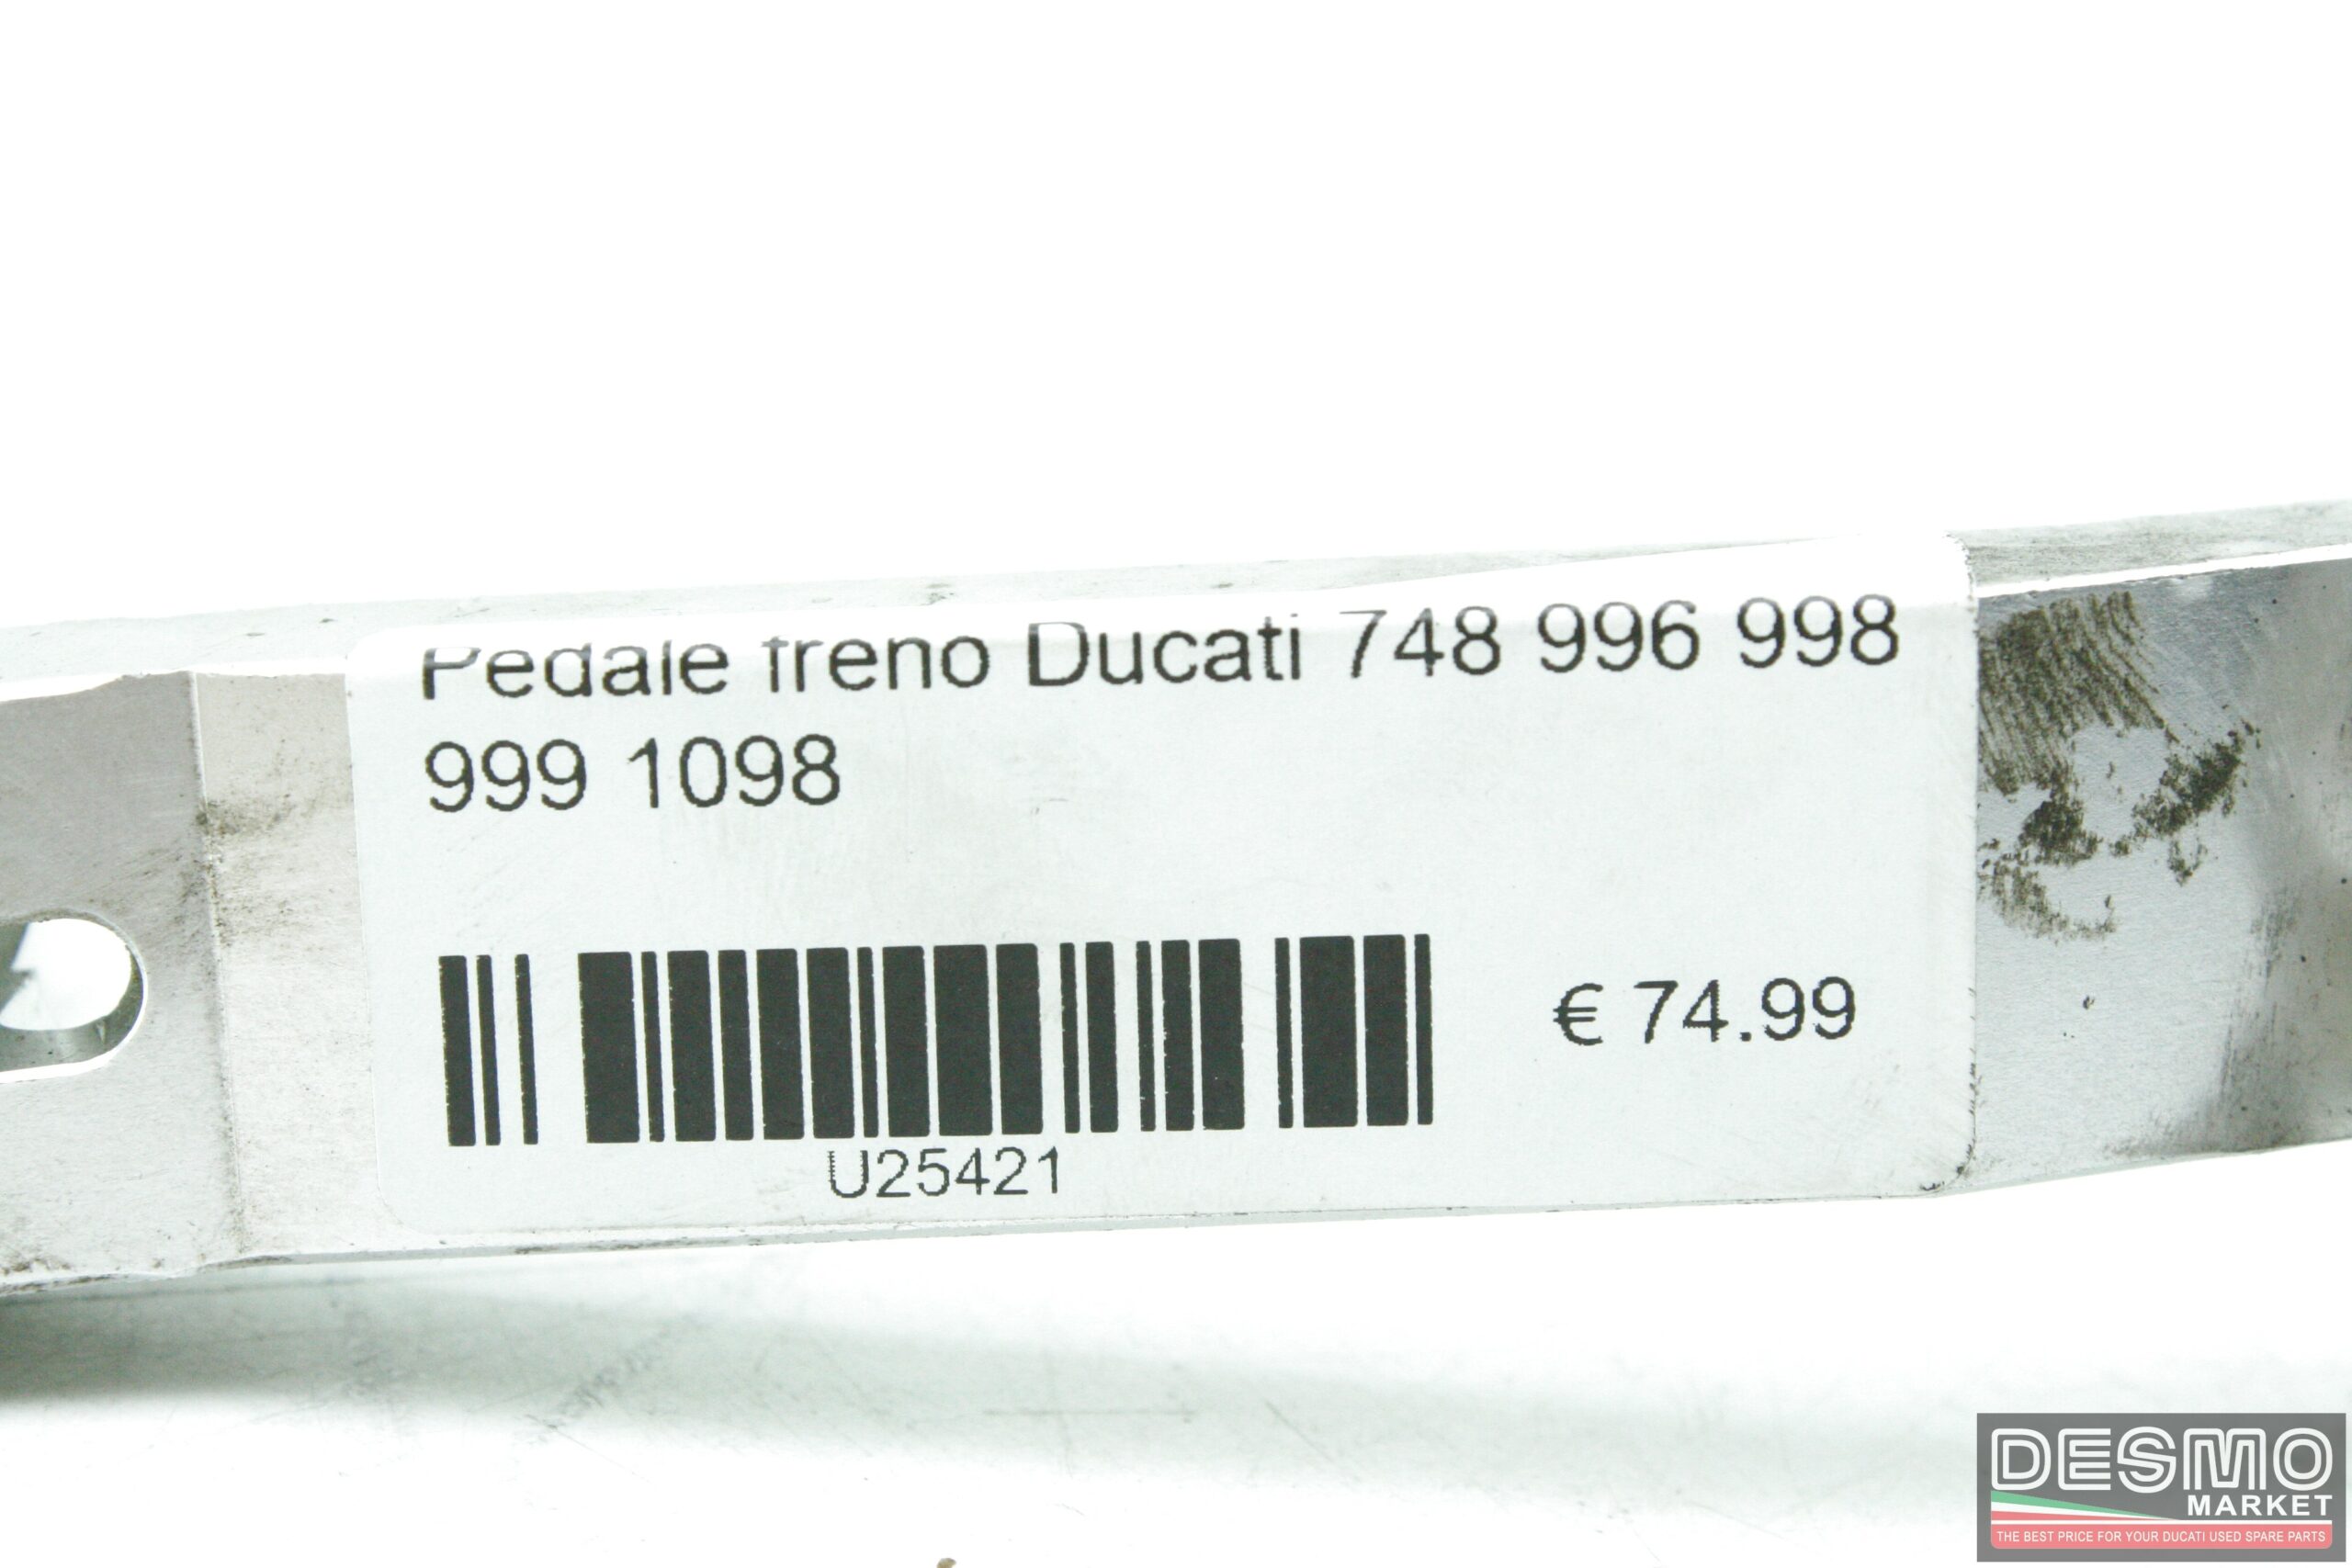 Pedale freno Ducati 748 996 998
999 1098
€ 74.99
U25421
DESMO
MARKET
THE BEST PRICE FOR YOUR DUCATI USED SPARE PARTS